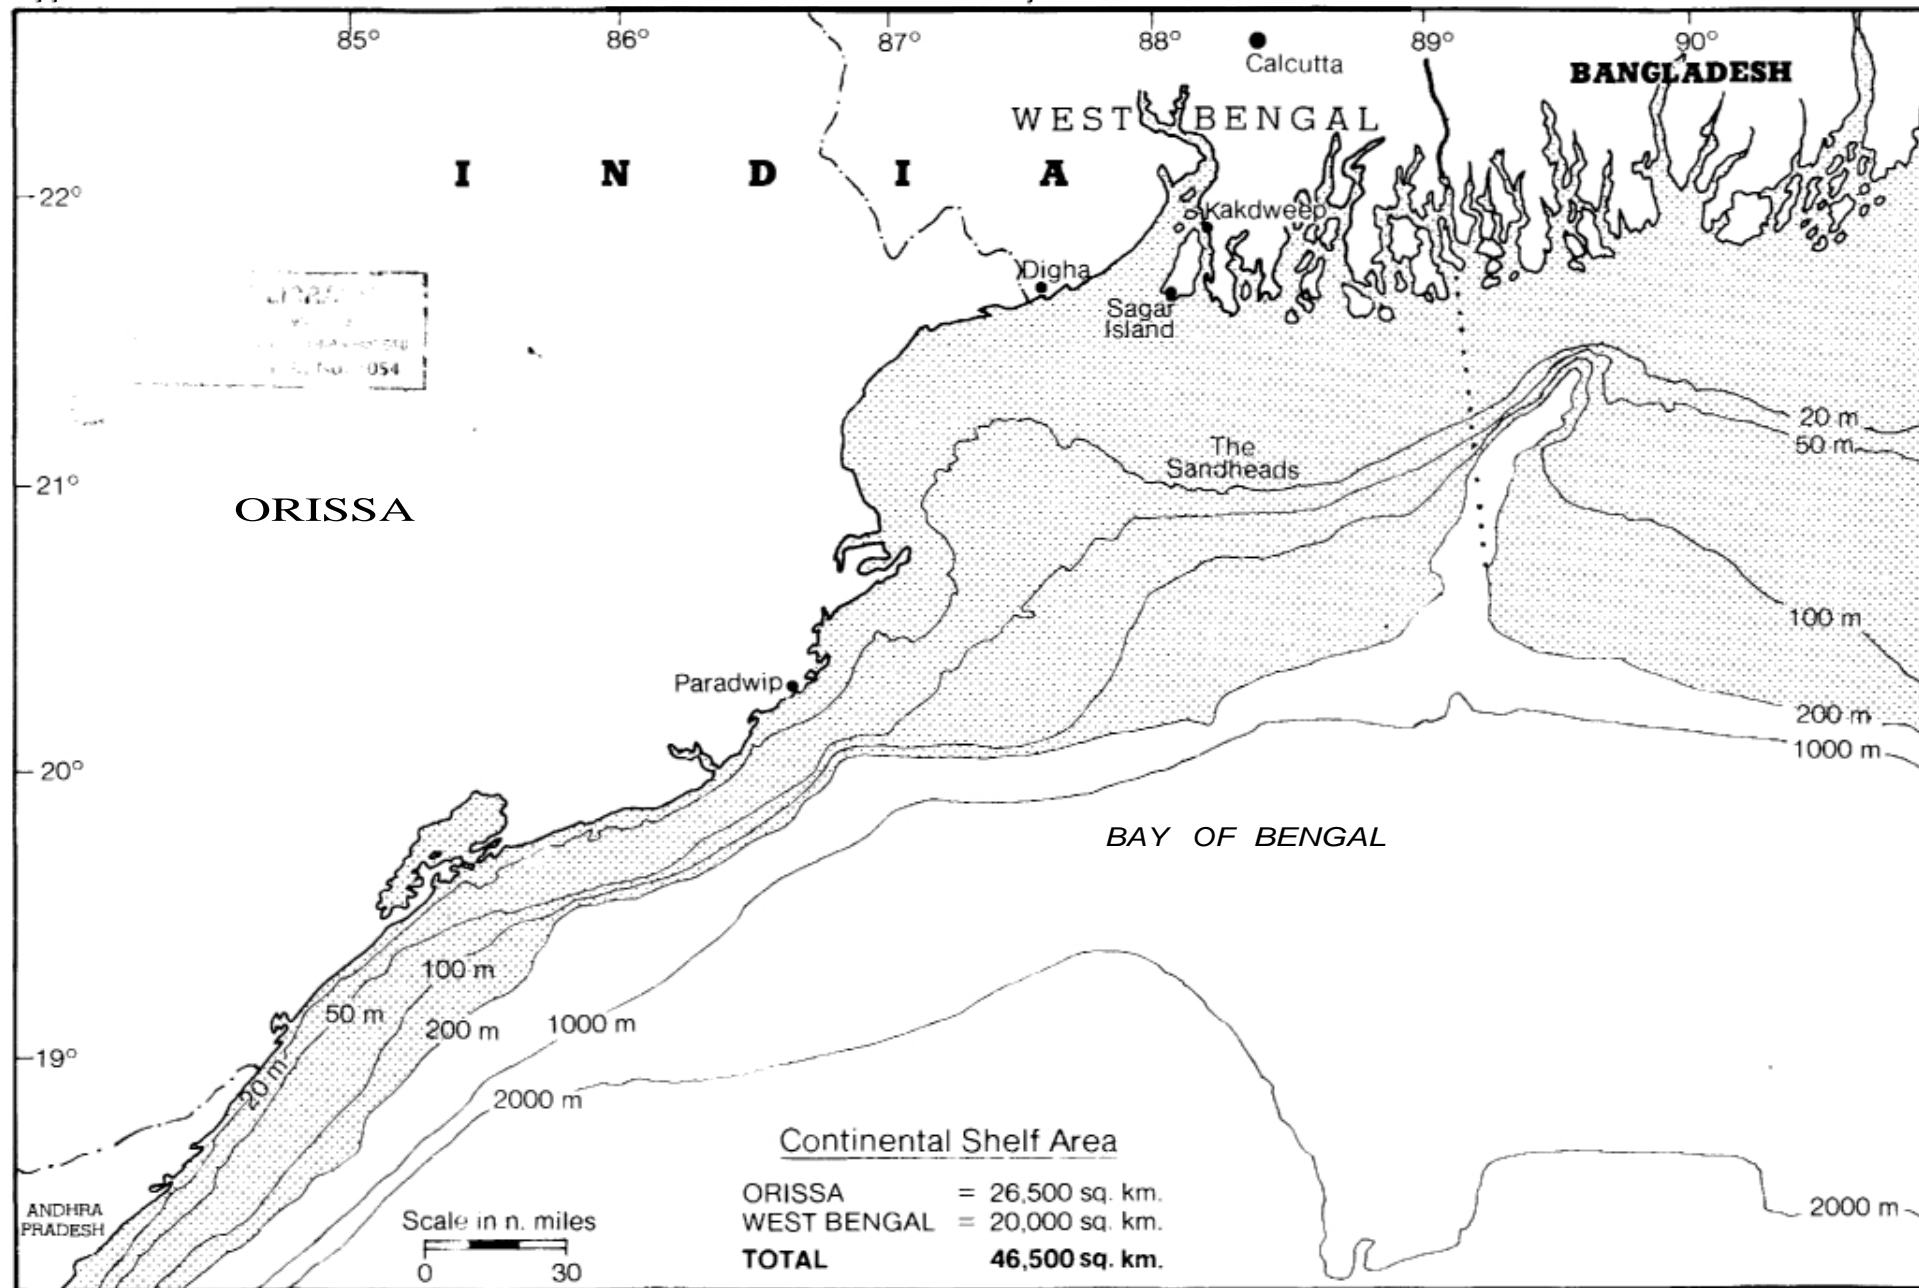 85° 86° 87° 88° 89° 90°
Calcutta
BANGLADESH
WEST BENGAL
I N D I A
22°
Kakdweep
Digha
Sagar
Island
054
20 m
50 m
The
Sandheads
21°
ORISSA
100 m
Paradwip
200 m
1000 m
20°
BAY OF BENGAL
100 m
50 m
200 m
1000 m
19°
20 m
2000 m
Continental Shelf Area
ORISSA = 26,500 sq. km.
WEST BENGAL = 20,000 sq. km.
TOTAL 46,500 sq. km.
ANDHRA
PRADESH
Scale in n. miles
0 30
2000 m